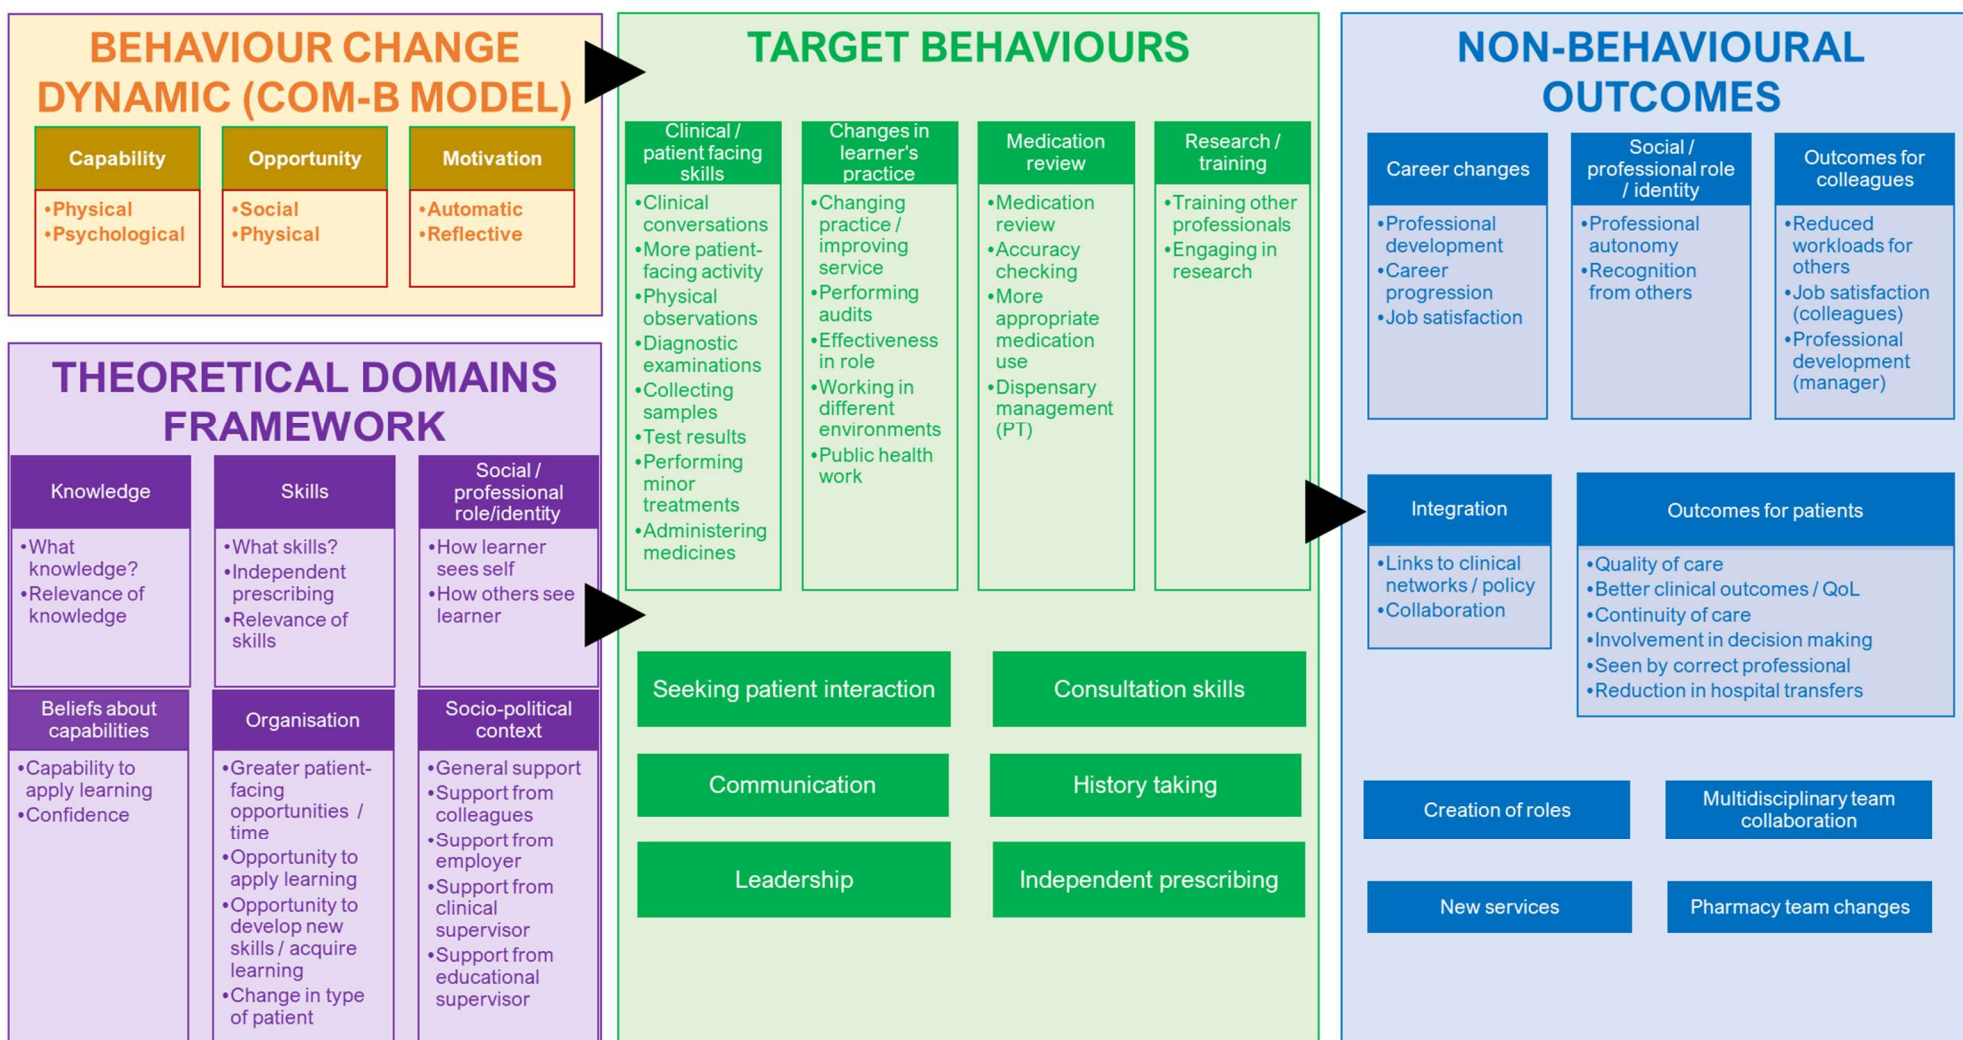 BEHAVIOUR CHANGE
DYNAMIC (COM-B MODEL)
Capability
•Physical
•Psychological
Opportunity
•Social
•Physical
Motivation
•Automatic
•Reflective
THEORETICAL DOMAINS
FRAMEWORK
Knowledge
•What
knowledge?
•Relevance of
knowledge
Skills
•What skills?
•Independent
prescribing
•Relevance of
skills
Social /
professional
role/identity
•How learner
sees self
•How others see
learner
Beliefs about
capabilities
•Capability to
apply learning
•Confidence
Organisation
•Greater patient-
facing
opportunities /
time
•Opportunity to
apply learning
•Opportunity to
develop new
skills / acquire
learning
•Change in type
of patient
Socio-political
context
•General support
•Support from
colleagues
•Support from
employer
•Support from
clinical
supervisor
•Support from
educational
supervisor
TARGET BEHAVIOURS
Clinical /
patient facing
skills
•Clinical
conversations
•More patient-
facing activity
•Physical
observations
•Diagnostic
examinations
•Collecting
samples
•Test results
•Performing
minor
treatments
•Administering
medicines
Changes in
learner's
practice
•Changing
practice /
improving
service
•Performing
audits
•Effectiveness
in role
•Working in
different
environments
•Public health
work
Medication
review
•Medication
review
•Accuracy
checking
•More
appropriate
medication
use
•Dispensary
management
(PT)
Research /
training
•Training other
professionals
•Engaging in
research
Seeking patient interaction
Consultation skills
Communication
History taking
Leadership
Independent prescribing
NON-BEHAVIOURAL
OUTCOMES
Career changes
•Professional
development
•Career
progression
•Job satisfaction
Social /
professional role
/ identity
•Professional
autonomy
•Recognition
from others
Outcomes for
colleagues
•Reduced
workloads for
others
•Job satisfaction
(colleagues)
•Professional
development
(manager)
Integration
•Links to clinical
networks / policy
•Collaboration
Outcomes for patients
•Quality of care
•Better clinical outcomes / QoL
•Continuity of care
•Involvement in decision making
•Seen by correct professional
•Reduction in hospital transfers
Creation of roles
Multidisciplinary team
collaboration
New services
Pharmacy team changes